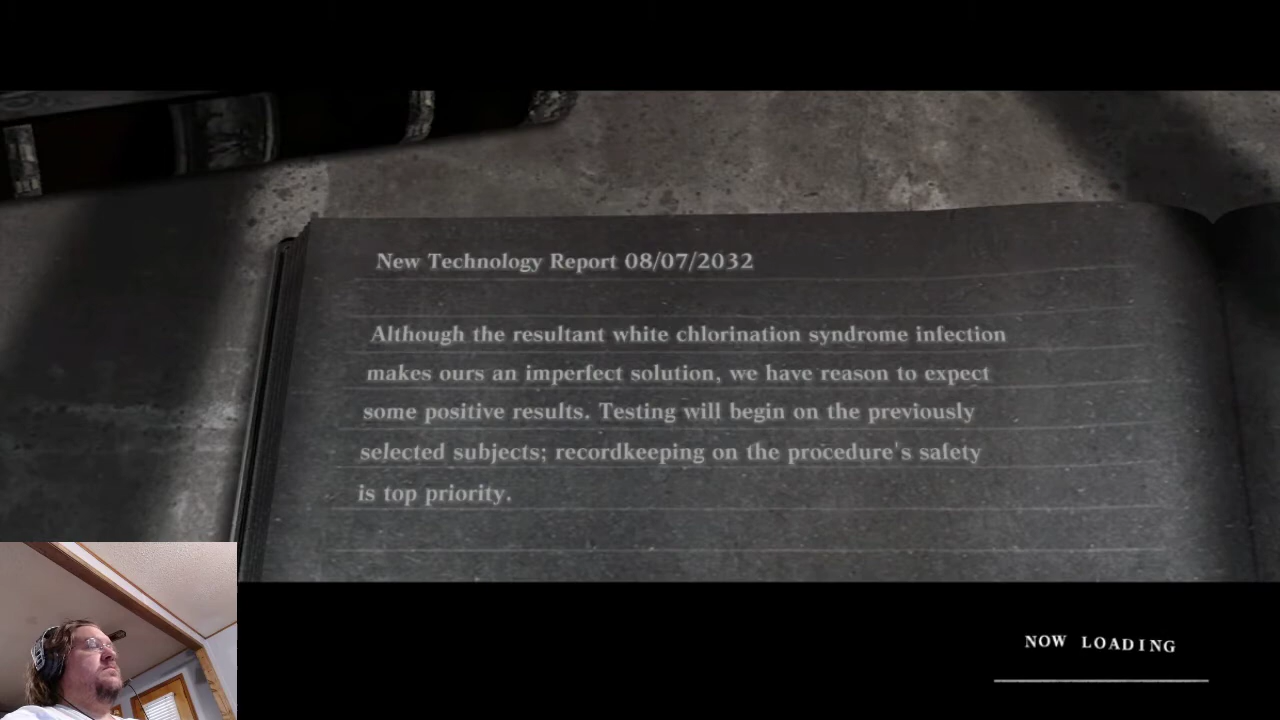 New Technology Report 08/07/2032
Although the resultant white chlorination syndrome infection
makes ours an imperfect solution, we have reason to expect
some positive results. Testing will begin on the previously
selected subjects; recordkeeping on the procedure's safety
is top priority.
NOW LOADING